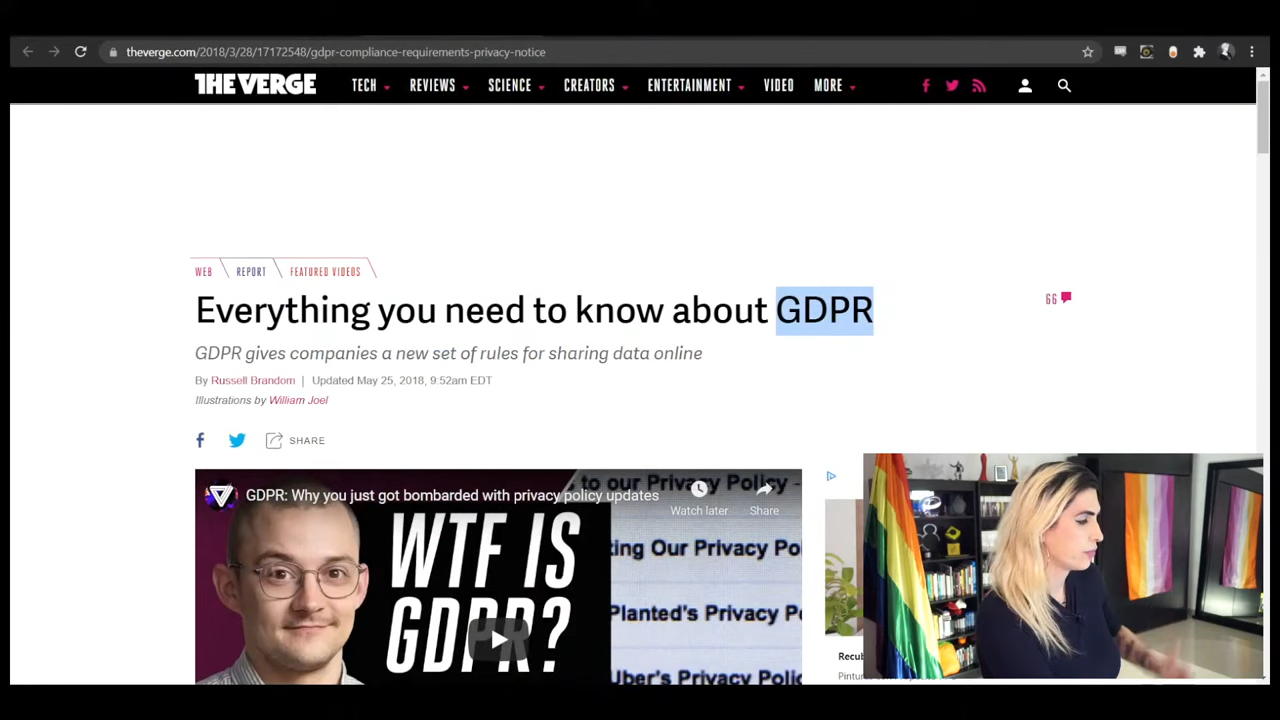 theverge.com/2018/3/28/17172548/gdpr-compliance-requirements-privacy-notice
THE VERGE TECH REVIEWS SCIENCE CREATORS ENTERTAINMENT VIDEO MORE
WEB REPORT FEATURED VIDEOS
Everything you need to know about GDPR
66
GDPR gives companies a new set of rules for sharing data online
By Russell Brandom | Updated May 25, 2018, 9:52am EDT
Illustrations by William Joel
SHARE
GDPR: Why you just got bombarded with privacy policy updates
Watch later Share
WTF IS
GDPR?
to our Privacy Policy -
ting Our Privacy Po
Planted's Privacy P
Uber's Privacy Polic
Recub
Pintur